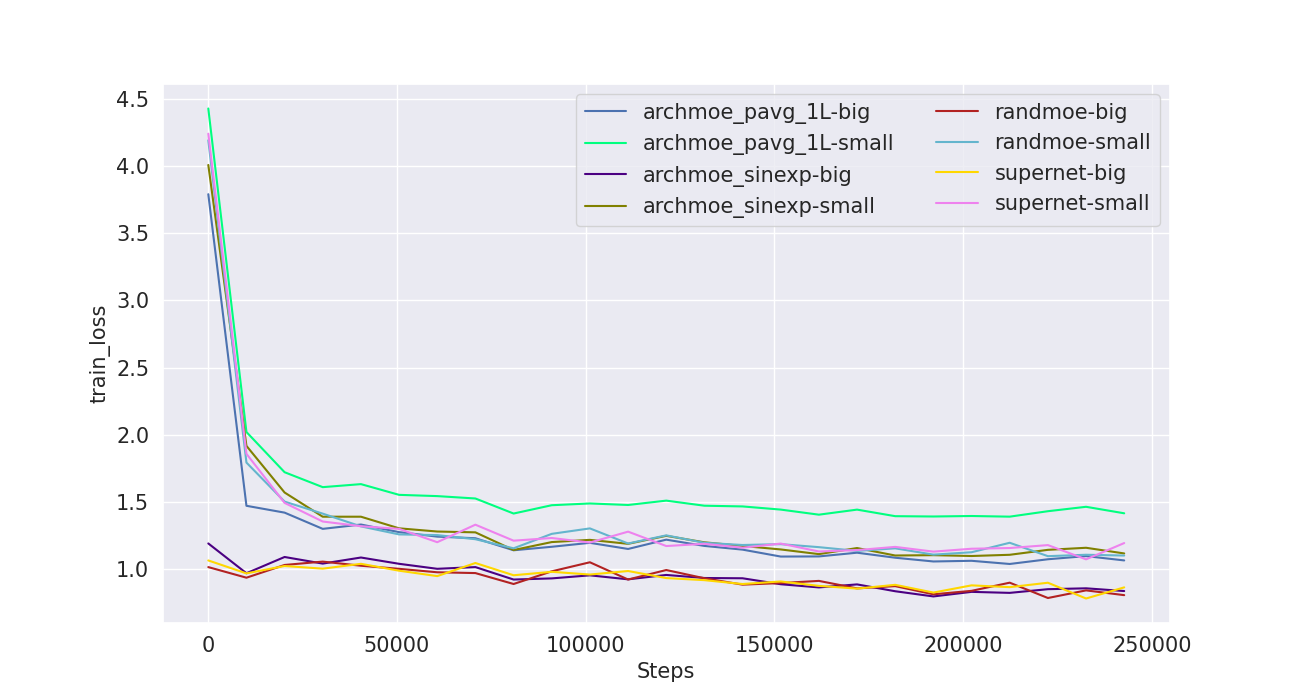 4.5
4.0
3.5
3.0
2.5
2.0
1.5
1.0
train_loss
archmoe_pavg_1L-big
archmoe_pavg_1L-small
archmoe_sinexp-big
archmoe_sinexp-small
randmoe-big
randmoe-small
supernet-big
supernet-small
0 50000 100000 150000 200000 250000
Steps